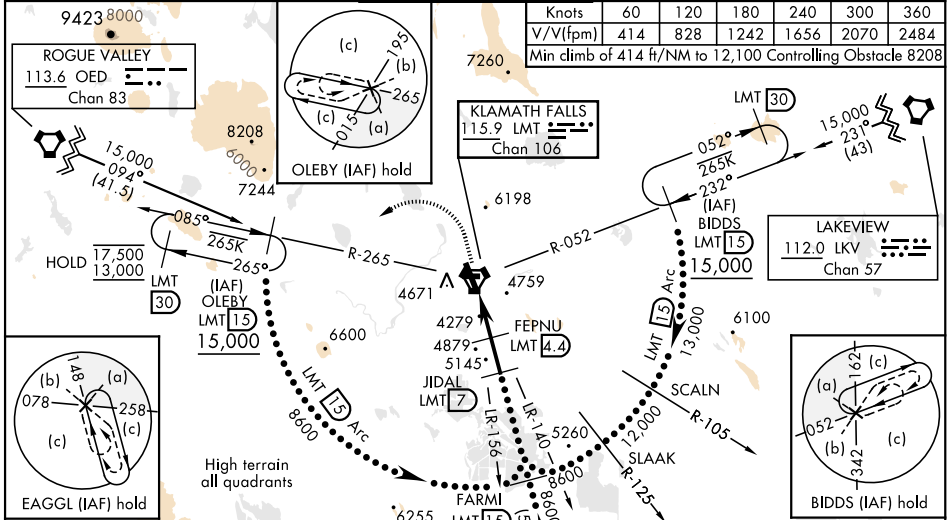 9423
8000
Knots 60 120 180 240 300 360
V/V(fpm) 414 828 1242 1656 2070 2484
Min climb of 414 ft/NM to 12,100 Controlling Obstacle 8208
ROGUE VALLEY
113.6 OED
Chan 83
(c)
195
(b)
265
(c)
(a)
015
OLEBY (IAF) hold
7260
KLAMATH FALLS
115.9 LMT
Chan 106
LMT 30
15,000
231°
(43)
052°
265K
232°
(IAF)
BIDDS
LMT 15
15,000
8208
6000
7244
15,000
094°
(41.5)
085°
265K
265°
HOLD 17,500
13,000
LMT
30
(IAF)
OLEBY
LMT 15
15,000
R-265
R-052
6198
LAKEVIEW
112.0 LKV
Chan 57
4671
4759
4279
4879
5145
FEPNU
LMT 4.4
JIDAL
LMT 7
6600
LMT 15 Arc
8600
LMT 15 Arc
13,000
6100
SCALN
R-105
12,000
SLAAK
R-125
5260
8600
LR-156
LR-140
8600
FARMI
LMT 15
6255
High terrain
all quadrants
148
(b)
(a)
078
258
(c)
(c)
EAGGL (IAF) hold
162
(c)
(a)
052
(b)
(c)
342
BIDDS (IAF) hold